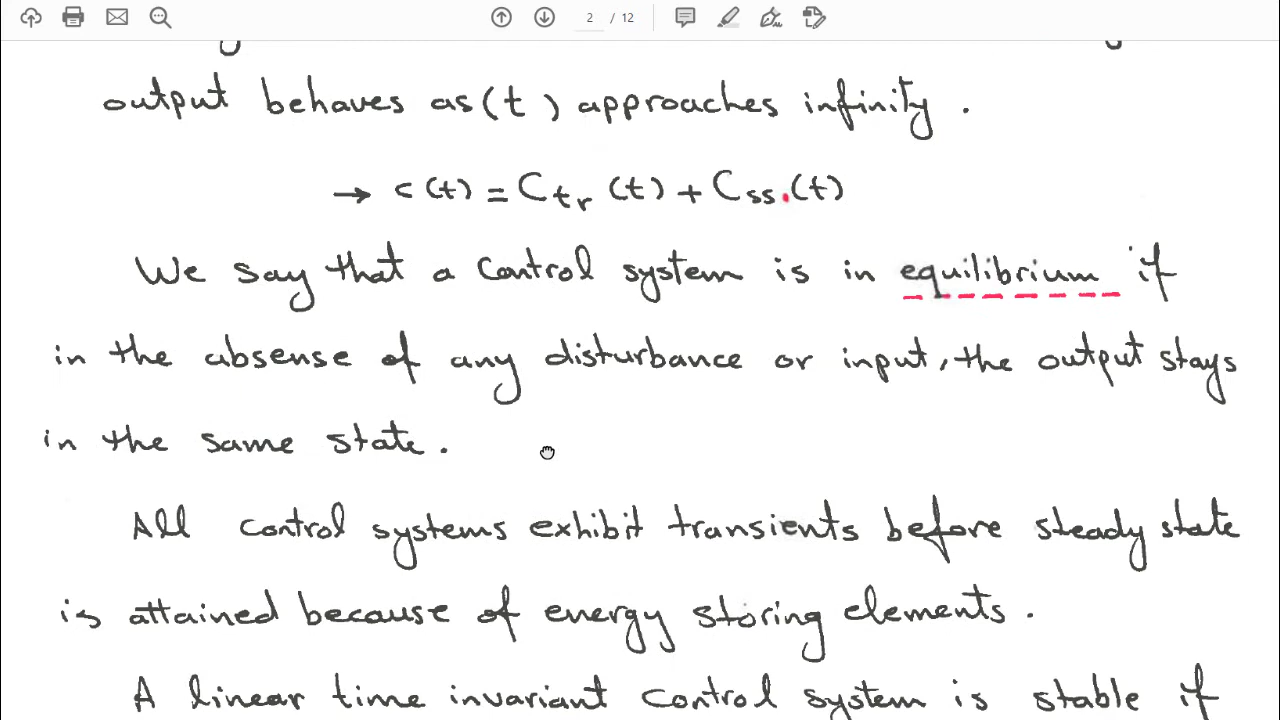 2 / 12
output behaves as (t) approaches infinity.
→ c(t) = Ctr (t) + Css.(t)
We say that a control system is in equilibrium if
in the absense of any disturbance or input, the output stays
in the same state.
All control systems exhibit transients before steady state
is attained because of energy storing elements.
A linear time invariant control system is stable if